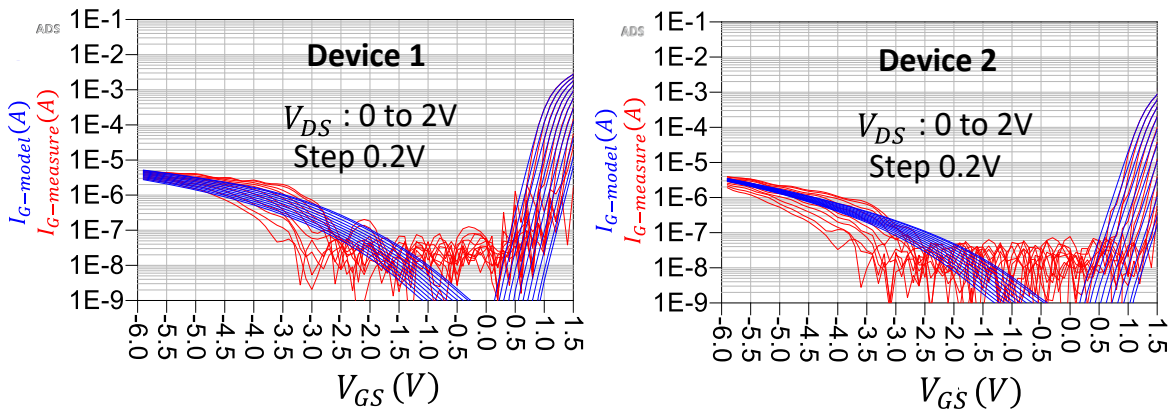 ADS
Device 1
V_DS : 0 to 2V
Step 0.2V
1E-1
1E-2
1E-3
1E-4
1E-5
1E-6
1E-7
1E-8
1E-9
I_G−model(A)
I_G−measure(A)
-6.0
-5.5
-5.0
-4.5
-4.0
-3.5
-3.0
-2.5
-2.0
-1.5
-1.0
-0.5
0.0
0.5
1.0
1.5
V_GS (V)
ADS
Device 2
V_DS : 0 to 2V
Step 0.2V
1E-1
1E-2
1E-3
1E-4
1E-5
1E-6
1E-7
1E-8
1E-9
I_G−model(A)
I_G−measure(A)
-6.0
-5.5
-5.0
-4.5
-4.0
-3.5
-3.0
-2.5
-2.0
-1.5
-1.0
-0.5
0.0
0.5
1.0
1.5
V_GS (V)